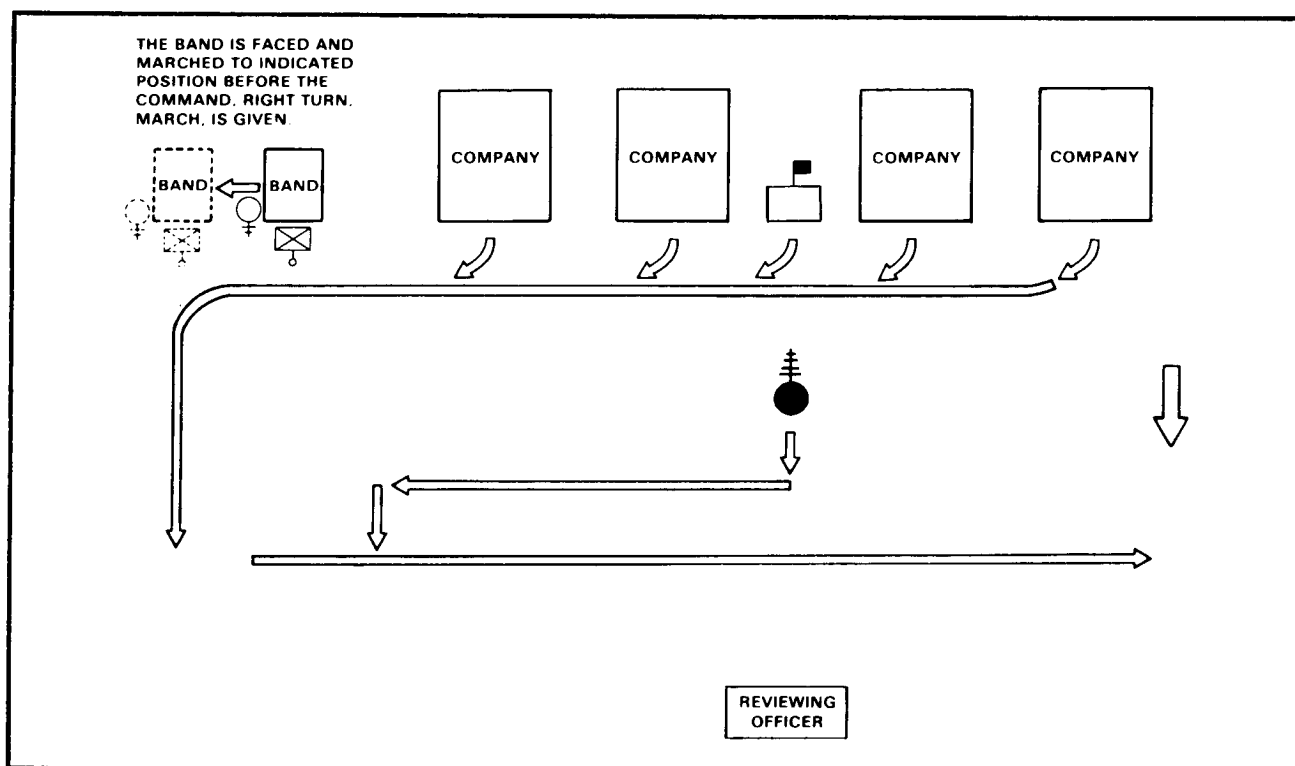 THE BAND IS FACED AND
MARCHED TO INDICATED
POSITION BEFORE THE
COMMAND, RIGHT TURN,
MARCH, IS GIVEN.
BAND
BAND
COMPANY
COMPANY
COMPANY
COMPANY
REVIEWING
OFFICER